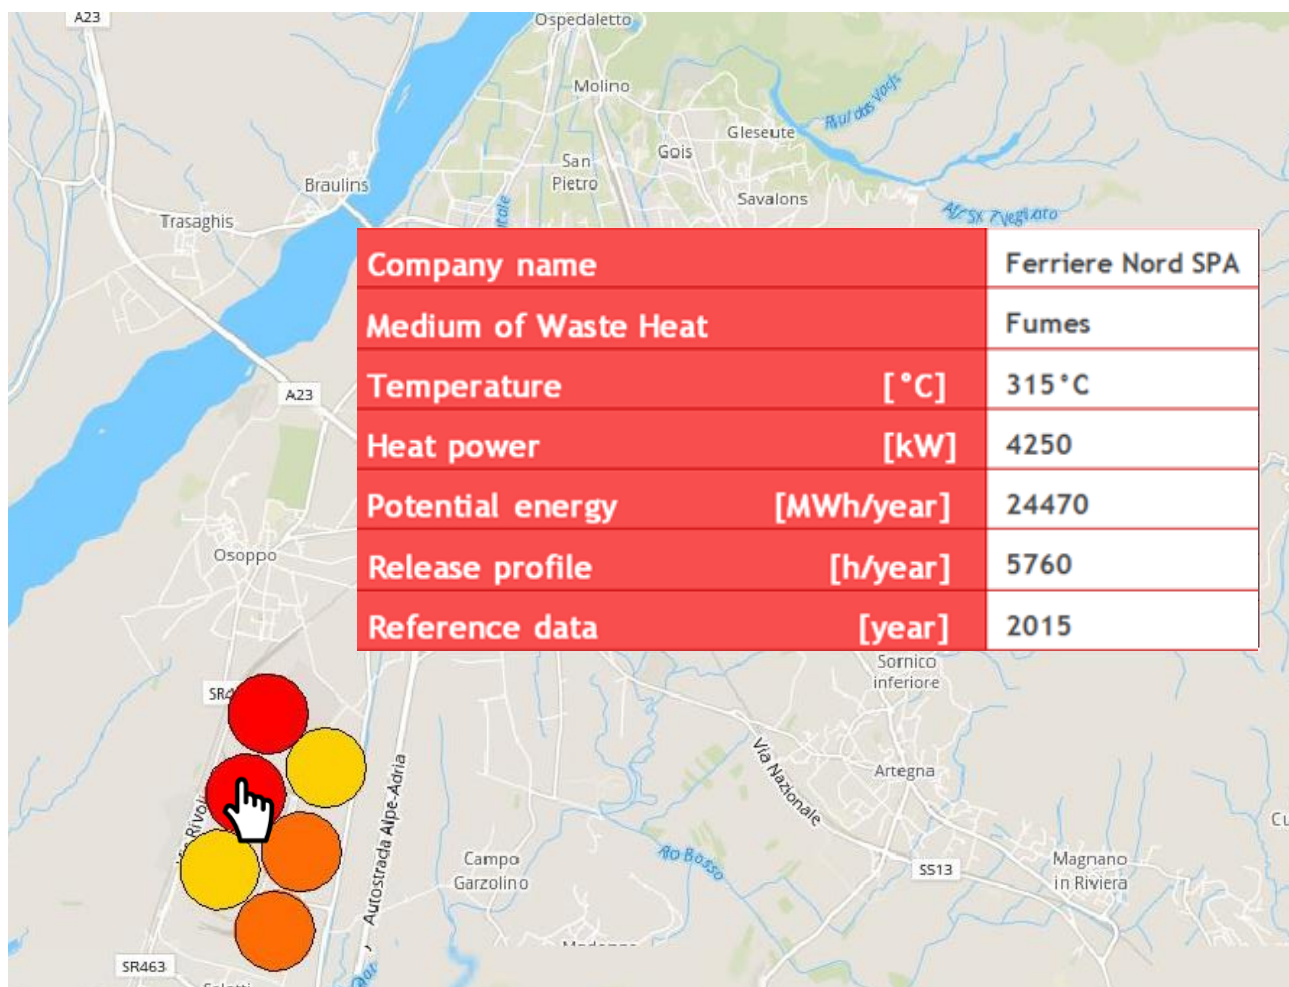 A23
Ospedaletto
Molino
Gleseute
Gois
San
Pietro
Braulins
Savalons
Trasaghis
Company name Ferriere Nord SPA
Medium of Waste Heat Fumes
Temperature [°C] 315°C
A23
Heat power [kW] 4250
Potential energy [MWh/year] 24470
Osoppo
Release profile [h/year] 5760
Reference data [year] 2015
Sornico
inferiore
Via Nazionale
Artegna
Autostrada Alpe-Adria
Campo
Garzolino
Rio Bosso
SS13
Magnano
in Riviera
SR463